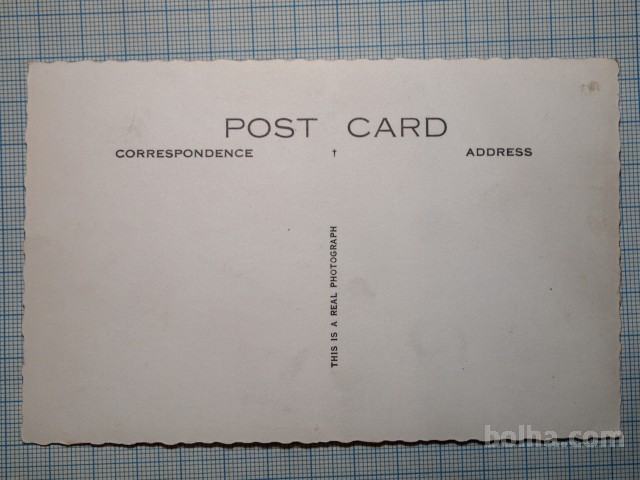 POST CARD
CORRESPONDENCE † ADDRESS
THIS IS A REAL PHOTOGRAPH
bolha.com